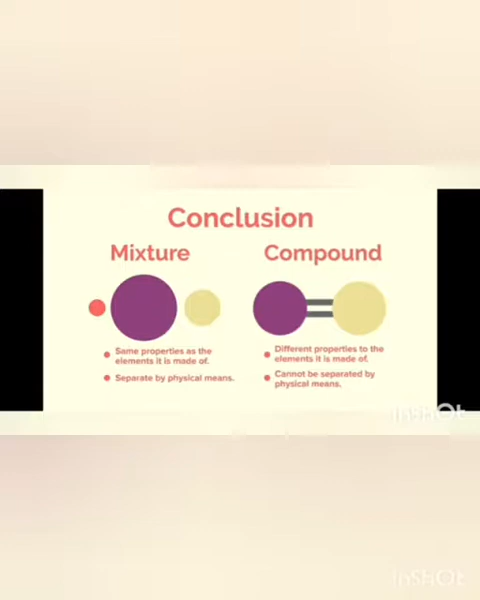 Conclusion
Mixture
Same properties as the
elements it is made of.
Separate by physical means.
Compound
Different properties to the
elements it is made of.
Cannot be separated by
physical means.
InShOt
InShOt